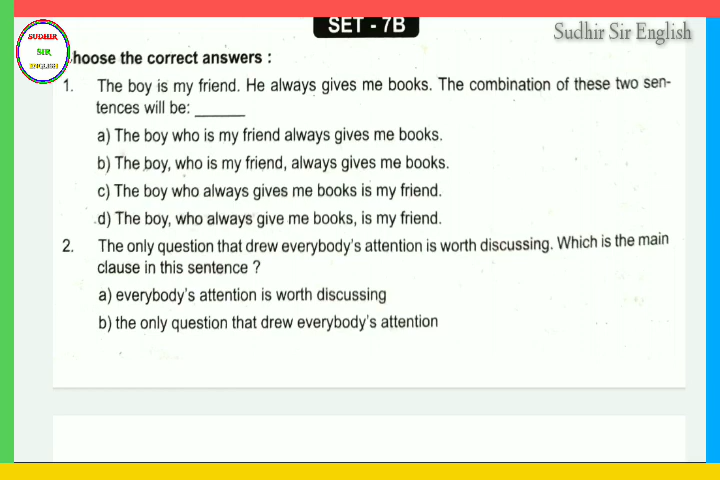 SET - 7B
Sudhir Sir English
SUDHIR
SIR
ENGLISH
hoose the correct answers :
1. The boy is my friend. He always gives me books. The combination of these two sen-
tences will be: ______
a) The boy who is my friend always gives me books.
b) The boy, who is my friend, always gives me books.
c) The boy who always gives me books is my friend.
d) The boy, who always give me books, is my friend.
2. The only question that drew everybody's attention is worth discussing. Which is the main
clause in this sentence ?
a) everybody's attention is worth discussing
b) the only question that drew everybody's attention